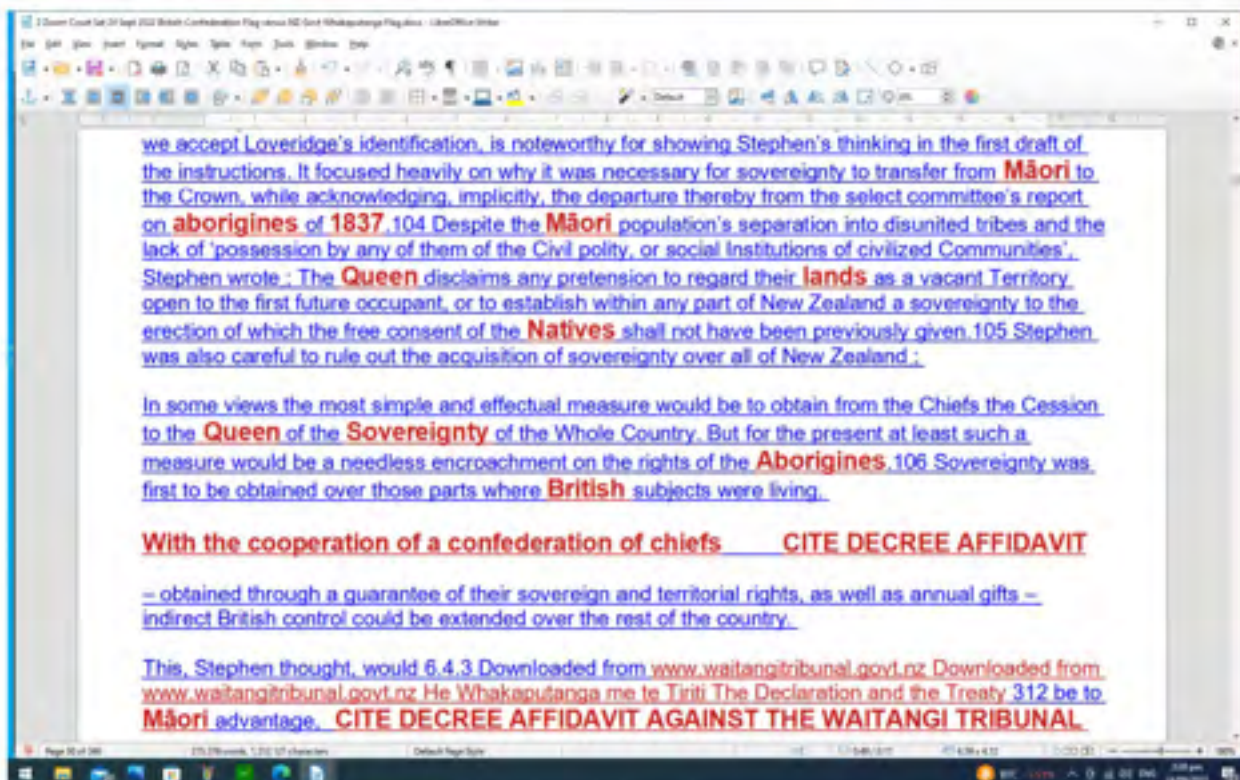 File Edit View Insert Format Styles Table Form Tools Window Help
we accept Loveridge's identification, is noteworthy for showing Stephen's thinking in the first draft of
the instructions. It focused heavily on why it was necessary for sovereignty to transfer from Māori to
the Crown, while acknowledging, implicitly, the departure thereby from the select committee's report
on aborigines of 1837.104 Despite the Māori population's separation into disunited tribes and the
lack of 'possession by any of them of the Civil polity, or social Institutions of civilized Communities',
Stephen wrote : The Queen disclaims any pretension to regard their lands as a vacant Territory
open to the first future occupant, or to establish within any part of New Zealand a sovereignty to the
erection of which the free consent of the Natives shall not have been previously given.105 Stephen
was also careful to rule out the acquisition of sovereignty over all of New Zealand :
In some views the most simple and effectual measure would be to obtain from the Chiefs the Cession
to the Queen of the Sovereignty of the Whole Country. But for the present at least such a
measure would be a needless encroachment on the rights of the Aborigines.106 Sovereignty was
first to be obtained over those parts where British subjects were living.
With the cooperation of a confederation of chiefs CITE DECREE AFFIDAVIT
– obtained through a guarantee of their sovereign and territorial rights, as well as annual gifts –
indirect British control could be extended over the rest of the country.
This, Stephen thought, would 6.4.3 Downloaded from www.waitangitribunal.govt.nz Downloaded from
www.waitangitribunal.govt.nz He Whakaputanga me te Tiriti The Declaration and the Treaty 312 be to
Māori advantage. CITE DECREE AFFIDAVIT AGAINST THE WAITANGI TRIBUNAL
Default Page Style